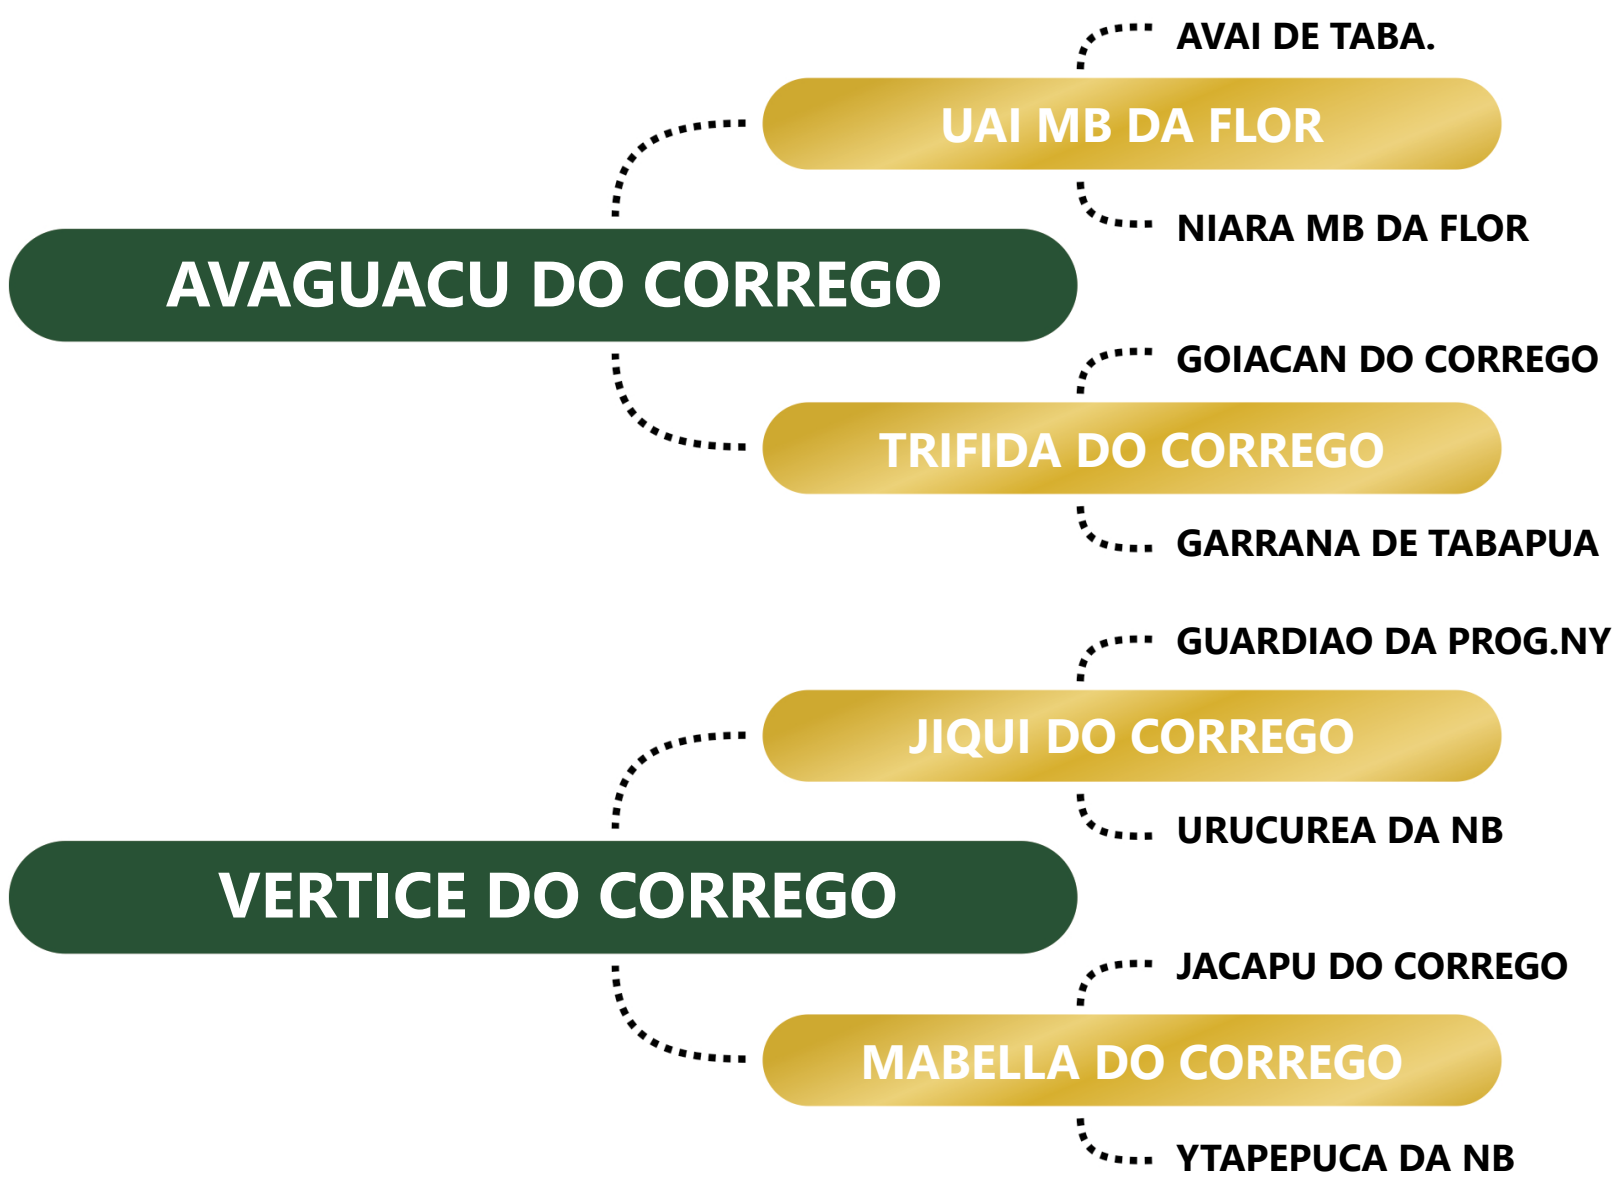 AVAI DE TABA.
UAI MB DA FLOR
NIARA MB DA FLOR
AVAGUACU DO CORREGO
GOIACAN DO CORREGO
TRIFIDA DO CORREGO
GARRANA DE TABAPUA
GUARDIAO DA PROG.NY
JIQUI DO CORREGO
URUCUREA DA NB
VERTICE DO CORREGO
JACAPU DO CORREGO
MABELLA DO CORREGO
YTAPEPUCA DA NB